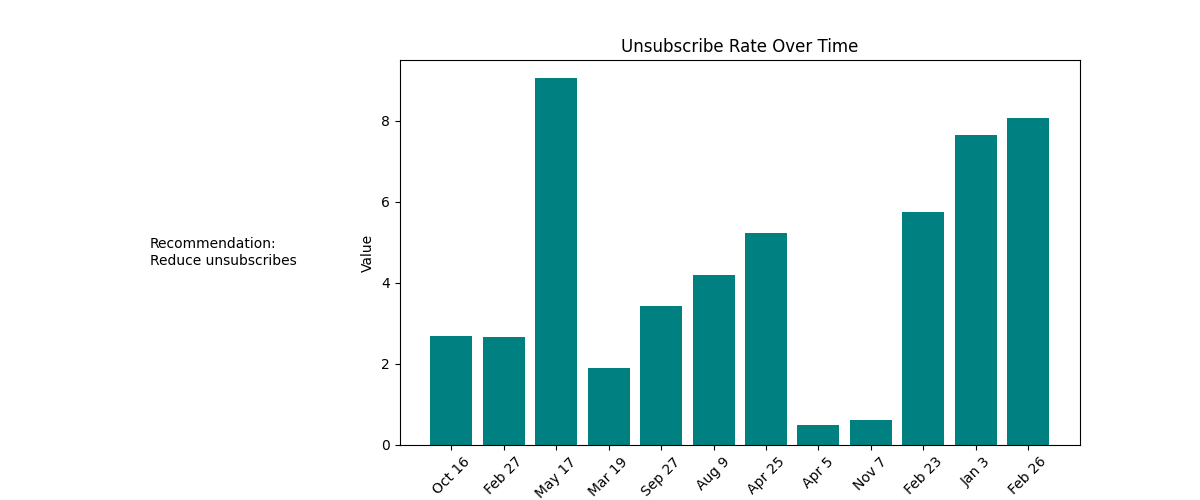 Unsubscribe Rate Over Time
Recommendation:
Reduce unsubscribes
Value
8
6
4
2
0
Oct 16
Feb 27
May 17
Mar 19
Sep 27
Aug 9
Apr 25
Apr 5
Nov 7
Feb 23
Jan 3
Feb 26